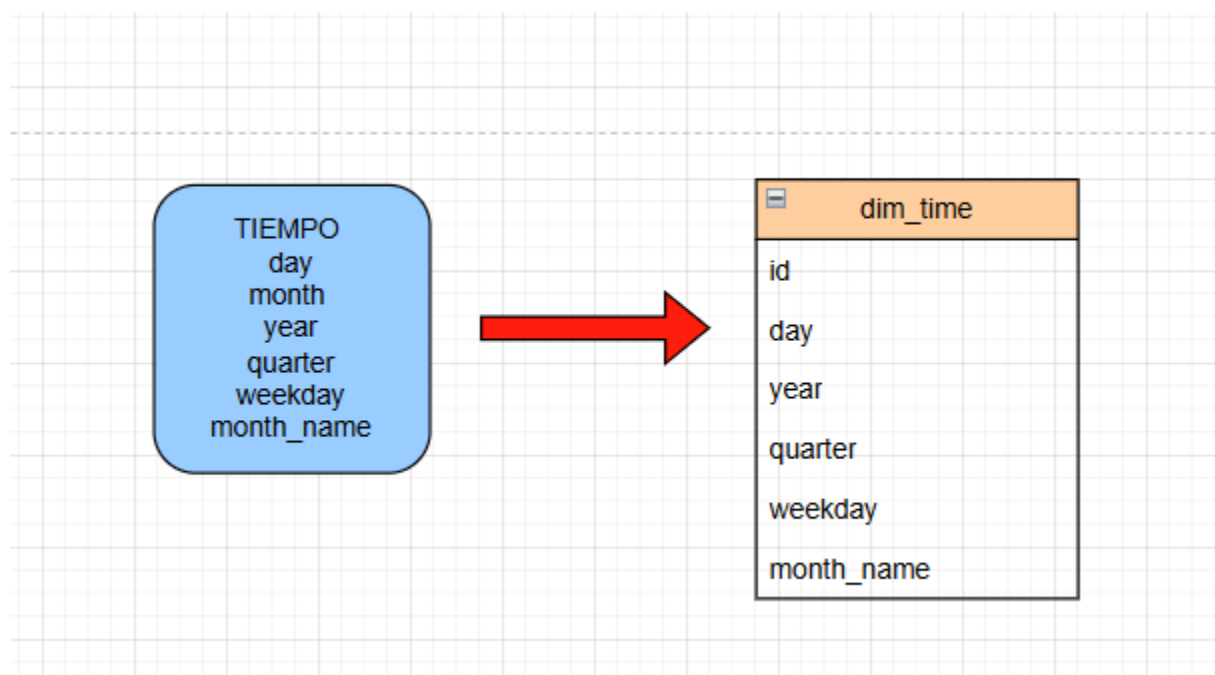 TIEMPO
day
month
year
quarter
weekday
month_name
dim_time
id
day
year
quarter
weekday
month_name